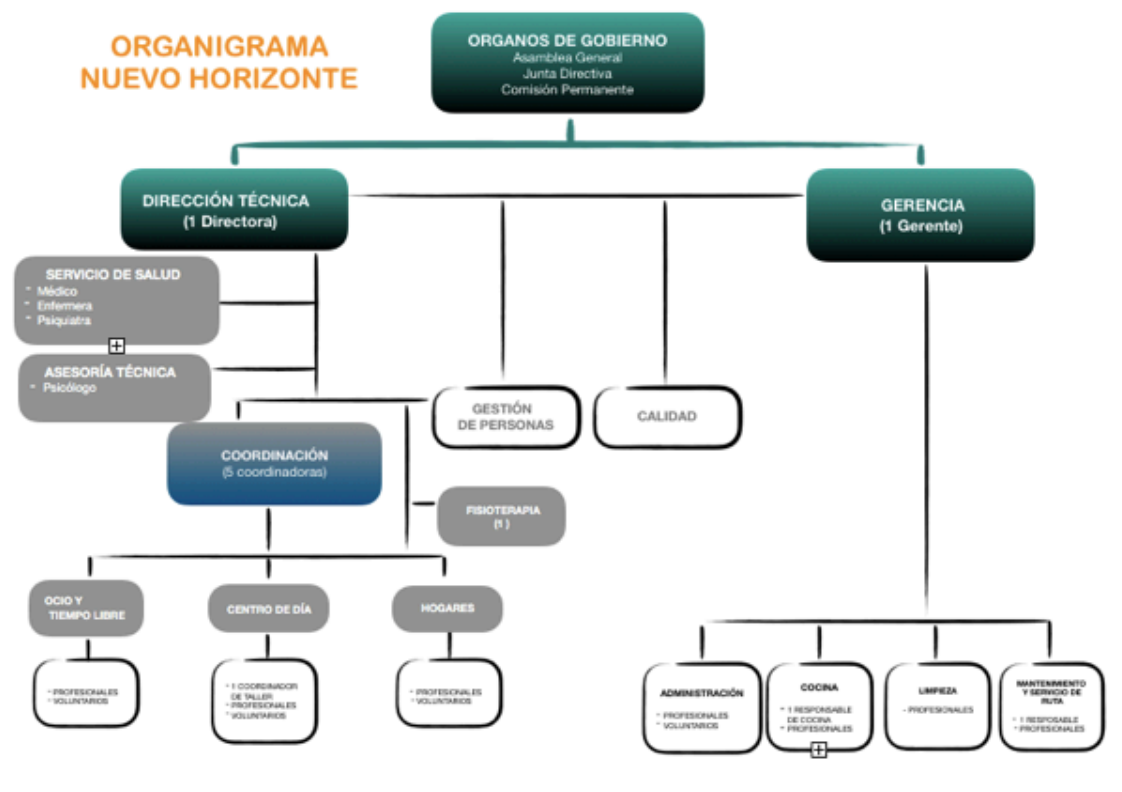 ORGANIGRAMA
NUEVO HORIZONTE
ORGANOS DE GOBIERNO
Asamblea General
Junta Directiva
Comisión Permanente
DIRECCIÓN TÉCNICA
(1 Directora)
GERENCIA
(1 Gerente)
SERVICIO DE SALUD
- Médico
- Enfermera
- Psiquiatra
ASESORÍA TÉCNICA
- Psicólogo
GESTIÓN
DE PERSONAS
CALIDAD
COORDINACIÓN
(5 coordinadoras)
FISIOTERAPIA
(1 )
OCIO Y
TIEMPO LIBRE
CENTRO DE DÍA
HOGARES
- PROFESIONALES
- VOLUNTARIOS
- 1 COORDINADOR
DE TALLER
- PROFESIONALES
- VOLUNTARIOS
- PROFESIONALES
- VOLUNTARIOS
ADMINISTRACIÓN
- PROFESIONALES
- VOLUNTARIOS
COCINA
- 1 RESPONSABLE
DE COCINA
- PROFESIONALES
LIMPIEZA
- PROFESIONALES
MANTENIMIENTO
Y SERVICIO DE
RUTA
- 1 RESPOSABLE
- PROFESIONALES